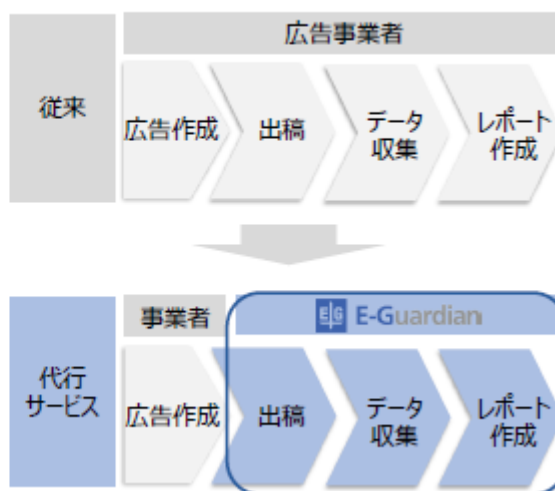 広告事業者
従来
広告作成
出稿
データ
収集
レポート
作成
事業者
E|G E-Guardian
代行
サービス
広告作成
出稿
データ
収集
レポート
作成